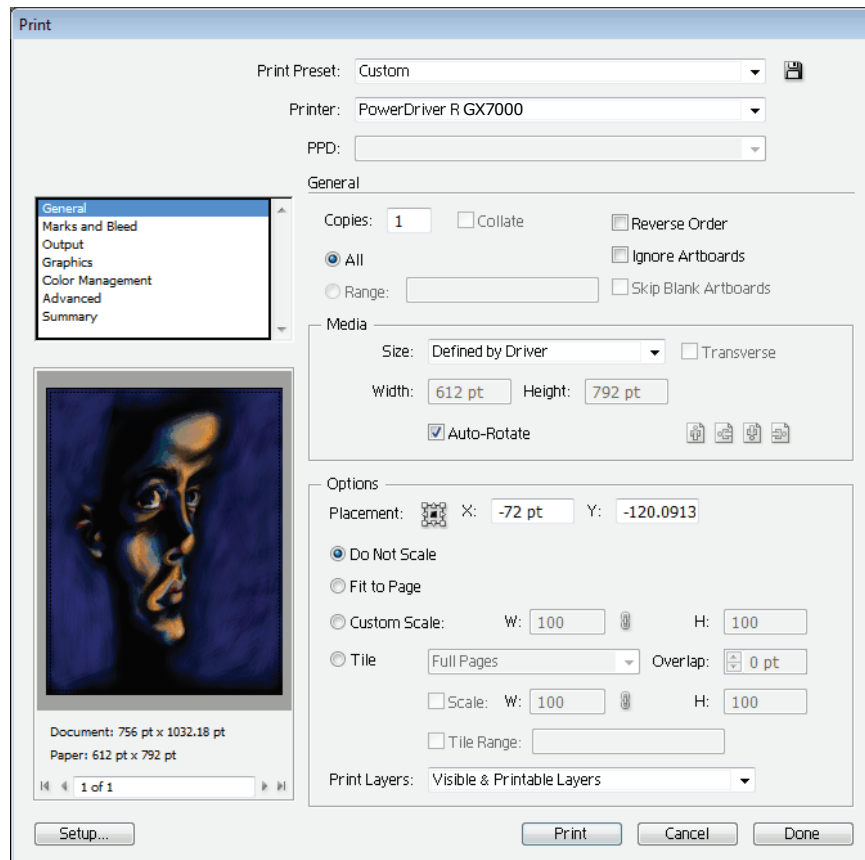 Print
Print Preset: Custom
Printer: PowerDriver R GX7000
PPD:
General
Marks and Bleed
Output
Graphics
Color Management
Advanced
Summary
General
Copies: 1 Collate Reverse Order
All Ignore Artboards
Range: Skip Blank Artboards
Media
Size: Defined by Driver Transverse
Width: 612 pt Height: 792 pt
Auto-Rotate
Options
Placement: X: -72 pt Y: -120.0913
Do Not Scale
Fit to Page
Custom Scale: W: 100 H: 100
Tile Full Pages Overlap: 0 pt
Scale: W: 100 H: 100
Tile Range:
Print Layers: Visible & Printable Layers
Document: 756 pt x 1032.18 pt
Paper: 612 pt x 792 pt
1 of 1
Setup... Print Cancel Done